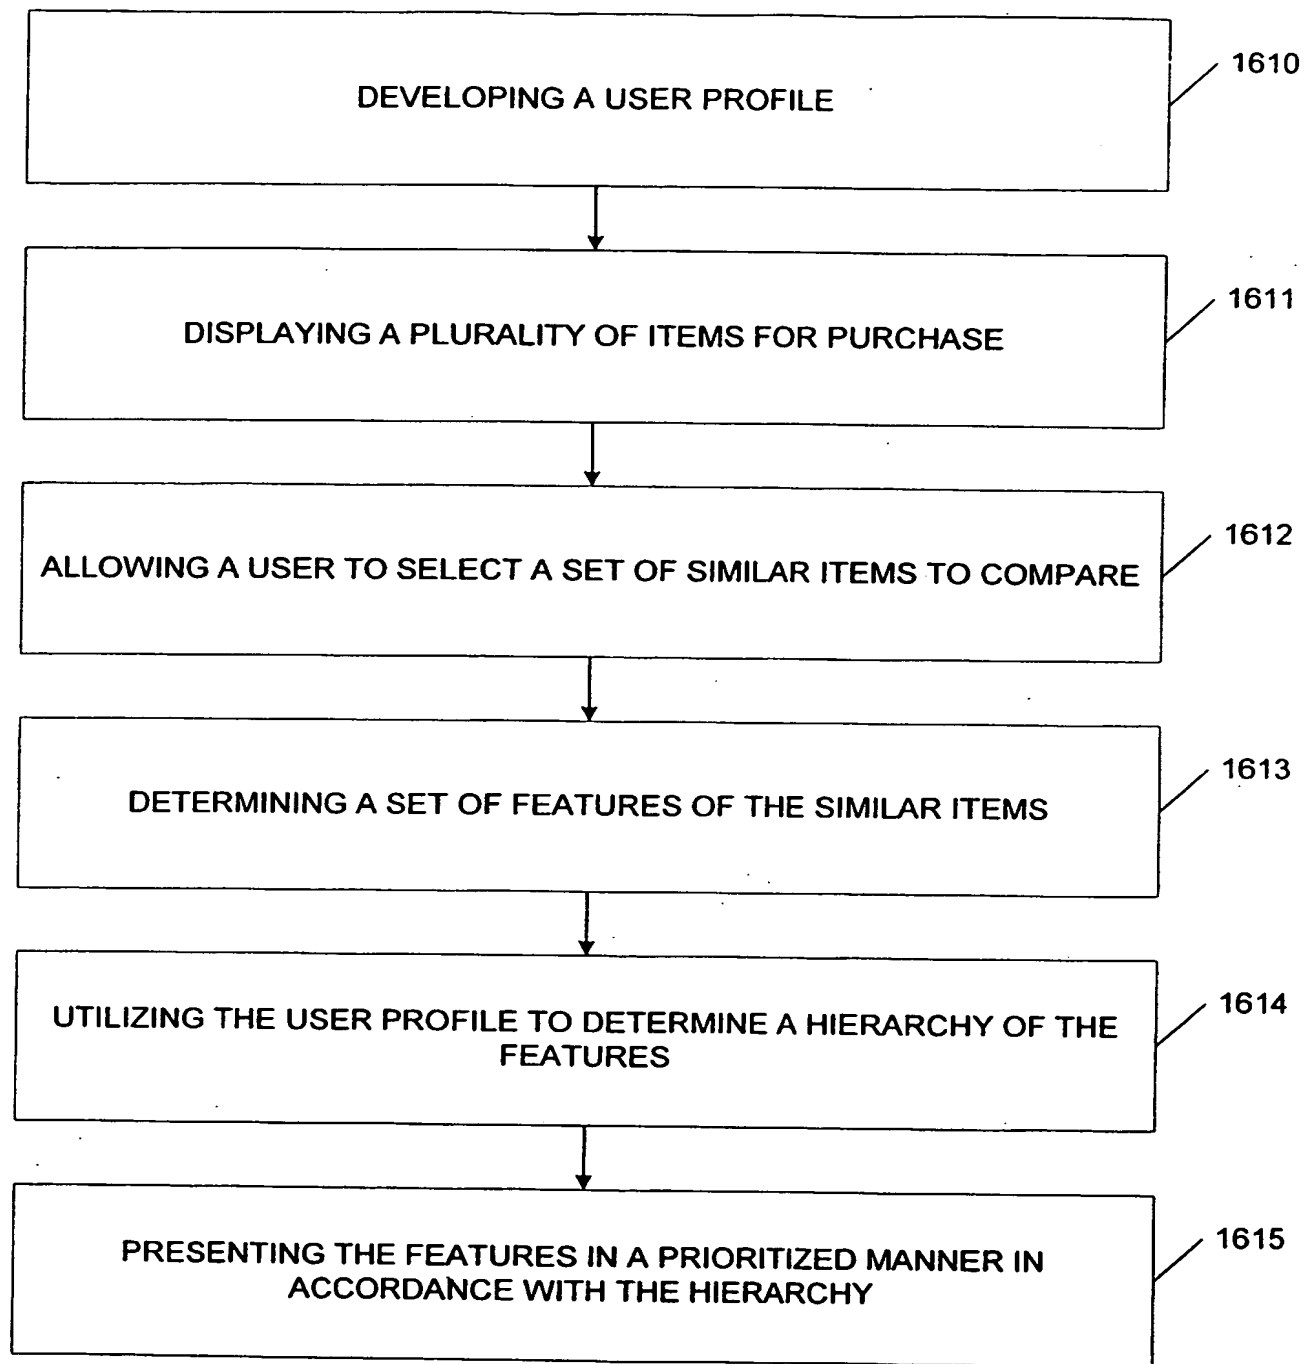 DEVELOPING A USER PROFILE
1610
DISPLAYING A PLURALITY OF ITEMS FOR PURCHASE
1611
ALLOWING A USER TO SELECT A SET OF SIMILAR ITEMS TO COMPARE
1612
DETERMINING A SET OF FEATURES OF THE SIMILAR ITEMS
1613
UTILIZING THE USER PROFILE TO DETERMINE A HIERARCHY OF THE
FEATURES
1614
PRESENTING THE FEATURES IN A PRIORITIZED MANNER IN
ACCORDANCE WITH THE HIERARCHY
1615